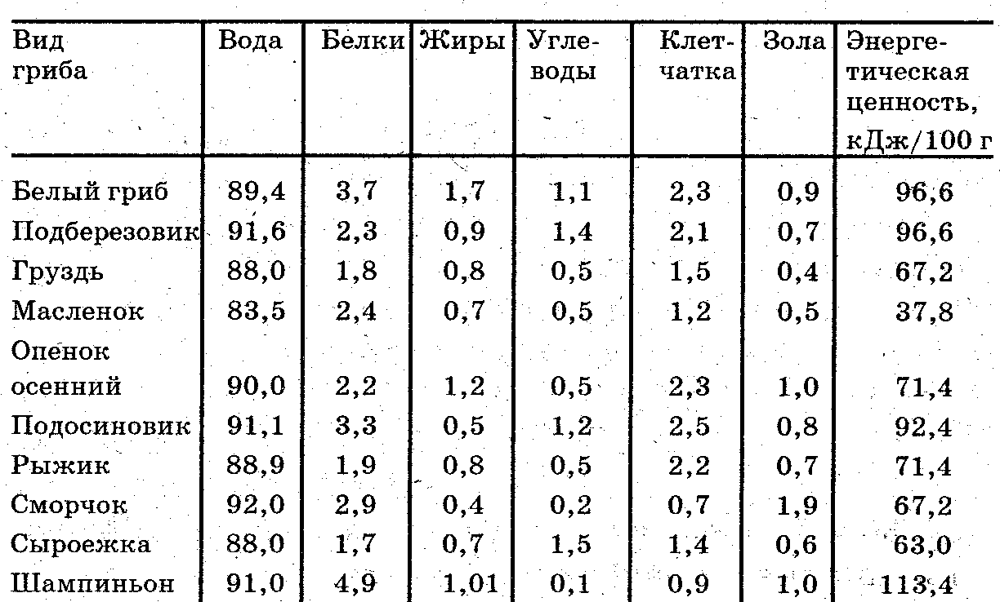 Вид Вода Белки Жиры Угле- Клет- Зола Энерге-
гриба воды чатка тическая
ценность,
кДж/100 г
Белый гриб 89,4 3,7 1,7 1,1 2,3 0,9 96,6
Подберезовик 91,6 2,3 0,9 1,4 2,1 0,7 96,6
Груздь 88,0 1,8 0,8 0,5 1,5 0,4 67,2
Масленок 83,5 2,4 0,7 0,5 1,2 0,5 37,8
Опенок
осенний 90,0 2,2 1,2 0,5 2,3 1,0 71,4
Подосиновик 91,1 3,3 0,5 1,2 2,5 0,8 92,4
Рыжик 88,9 1,9 0,8 0,5 2,2 0,7 71,4
Сморчок 92,0 2,9 0,4 0,2 0,7 1,9 67,2
Сыроежка 88,0 1,7 0,7 1,5 1,4 0,6 63,0
Шампиньон 91,0 4,9 1,01 0,1 0,9 1,0 113,4